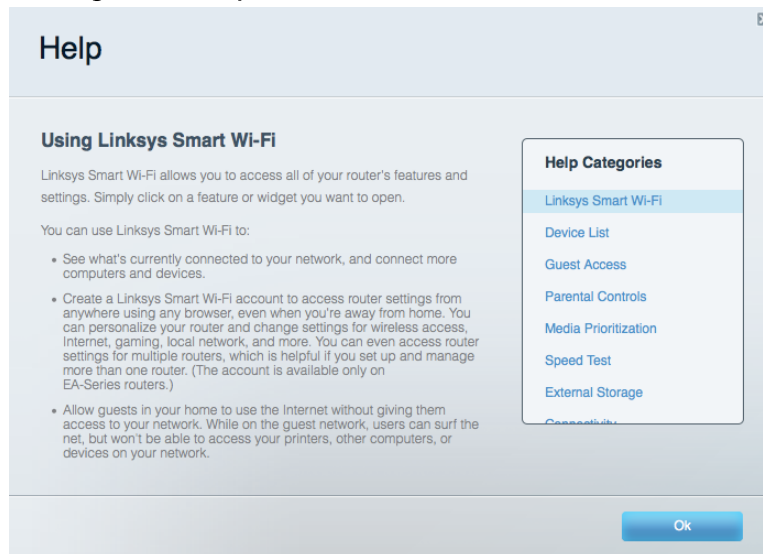 Help
Using Linksys Smart Wi-Fi
Linksys Smart Wi-Fi allows you to access all of your router's features and
settings. Simply click on a feature or widget you want to open.
You can use Linksys Smart Wi-Fi to:
• See what's currently connected to your network, and connect more
computers and devices.
• Create a Linksys Smart Wi-Fi account to access router settings from
anywhere using any browser, even when you're away from home. You
can personalize your router and change settings for wireless access,
Internet, gaming, local network, and more. You can even access router
settings for multiple routers, which is helpful if you set up and manage
more than one router. (The account is available only on
EA-Series routers.)
• Allow guests in your home to use the Internet without giving them
access to your network. While on the guest network, users can surf the
net, but won't be able to access your printers, other computers, or
devices on your network.
Help Categories
Linksys Smart Wi-Fi
Device List
Guest Access
Parental Controls
Media Prioritization
Speed Test
External Storage
Connectivity
Ok